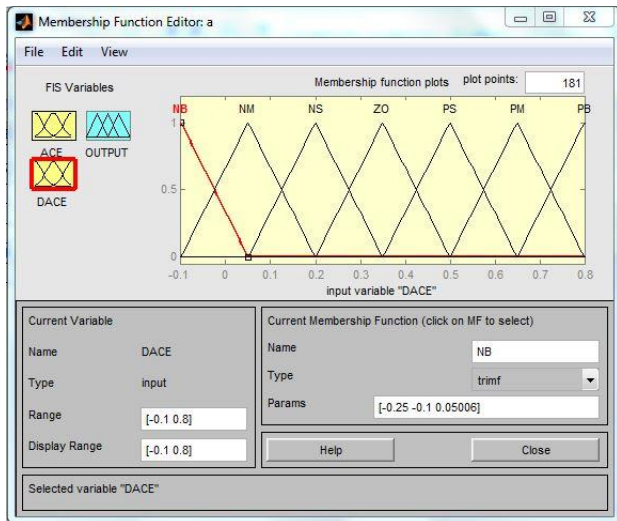 Membership Function Editor: a
File Edit View
FIS Variables
Membership function plots plot points: 181
NB NM NS ZO PS PM PB
ACE OUTPUT
DACE
1
0.5
0
-0.1 0 0.1 0.2 0.3 0.4 0.5 0.6 0.7 0.8
input variable "DACE"
Current Variable
Name DACE
Type input
Range [-0.1 0.8]
Display Range [-0.1 0.8]
Current Membership Function (click on MF to select)
Name NB
Type trimf
Params [-0.25 -0.1 0.05006]
Help Close
Selected variable "DACE"